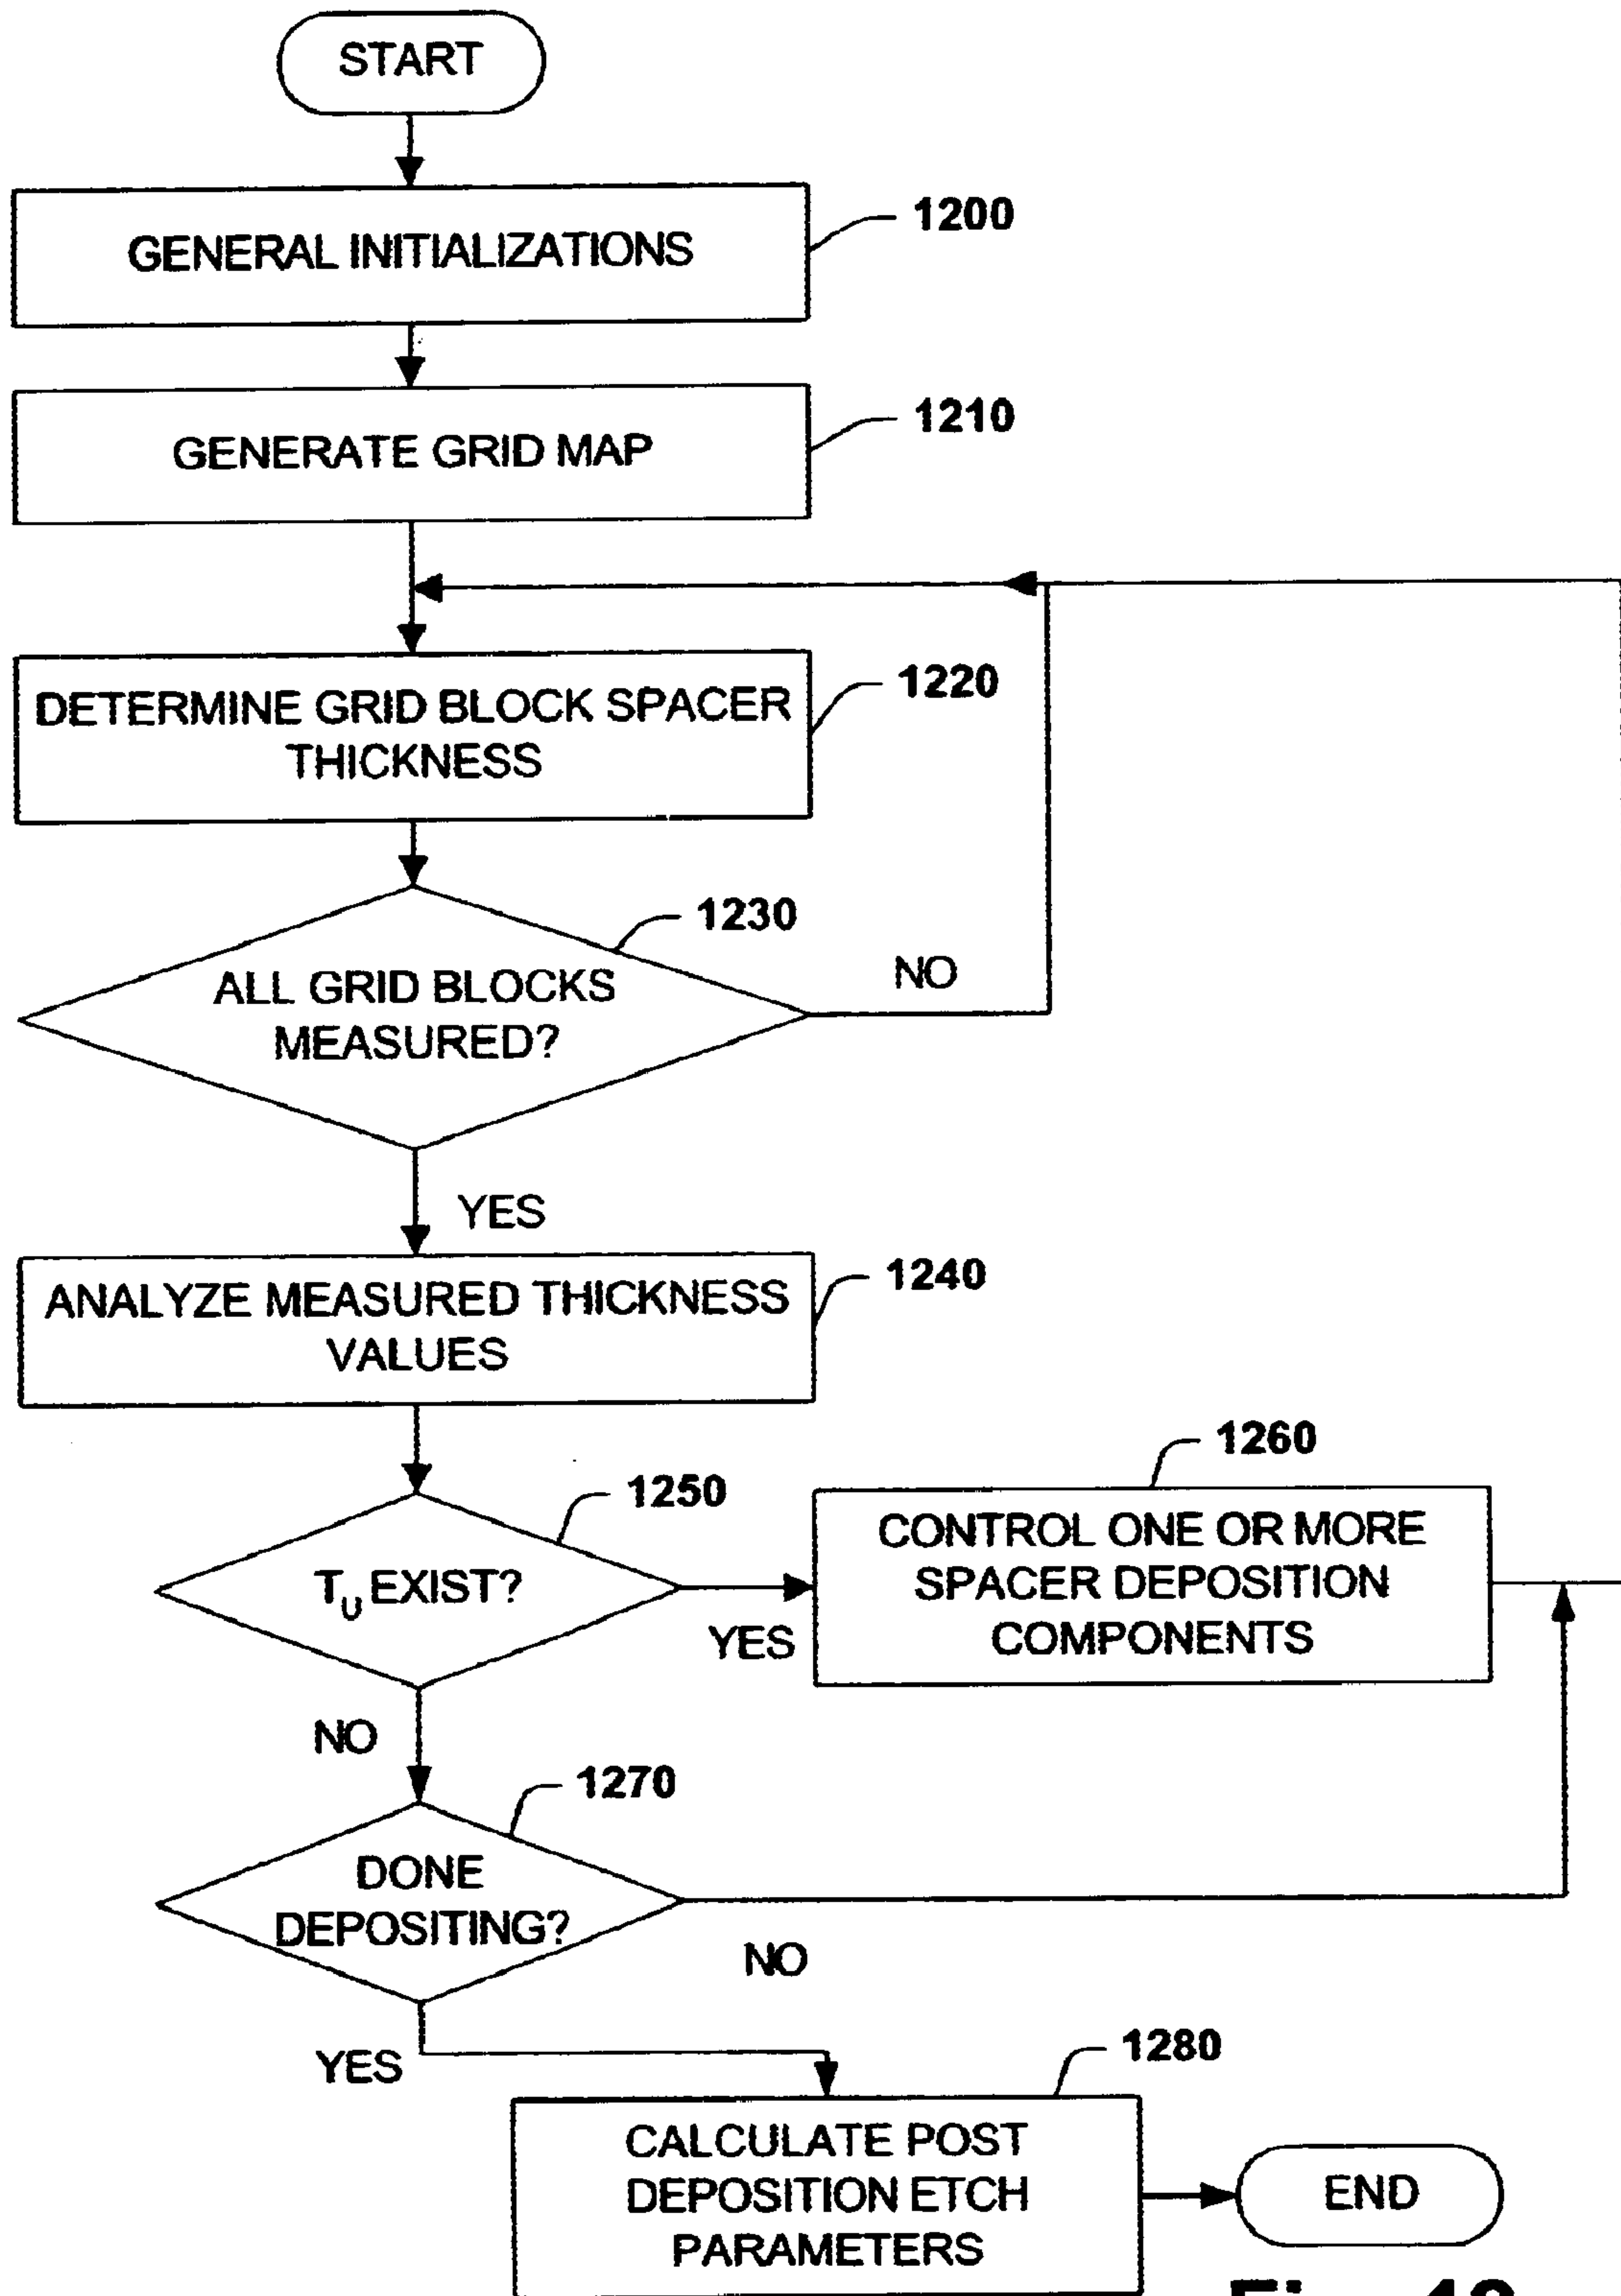 START
GENERAL INITIALIZATIONS
1200
GENERATE GRID MAP
1210
DETERMINE GRID BLOCK SPACER
THICKNESS
1220
ALL GRID BLOCKS
MEASURED?
1230
NO
YES
ANALYZE MEASURED THICKNESS
VALUES
1240
TU EXIST?
1250
YES
CONTROL ONE OR MORE
SPACER DEPOSITION
COMPONENTS
1260
NO
DONE
DEPOSITING?
1270
NO
YES
CALCULATE POST
DEPOSITION ETCH
PARAMETERS
1280
END